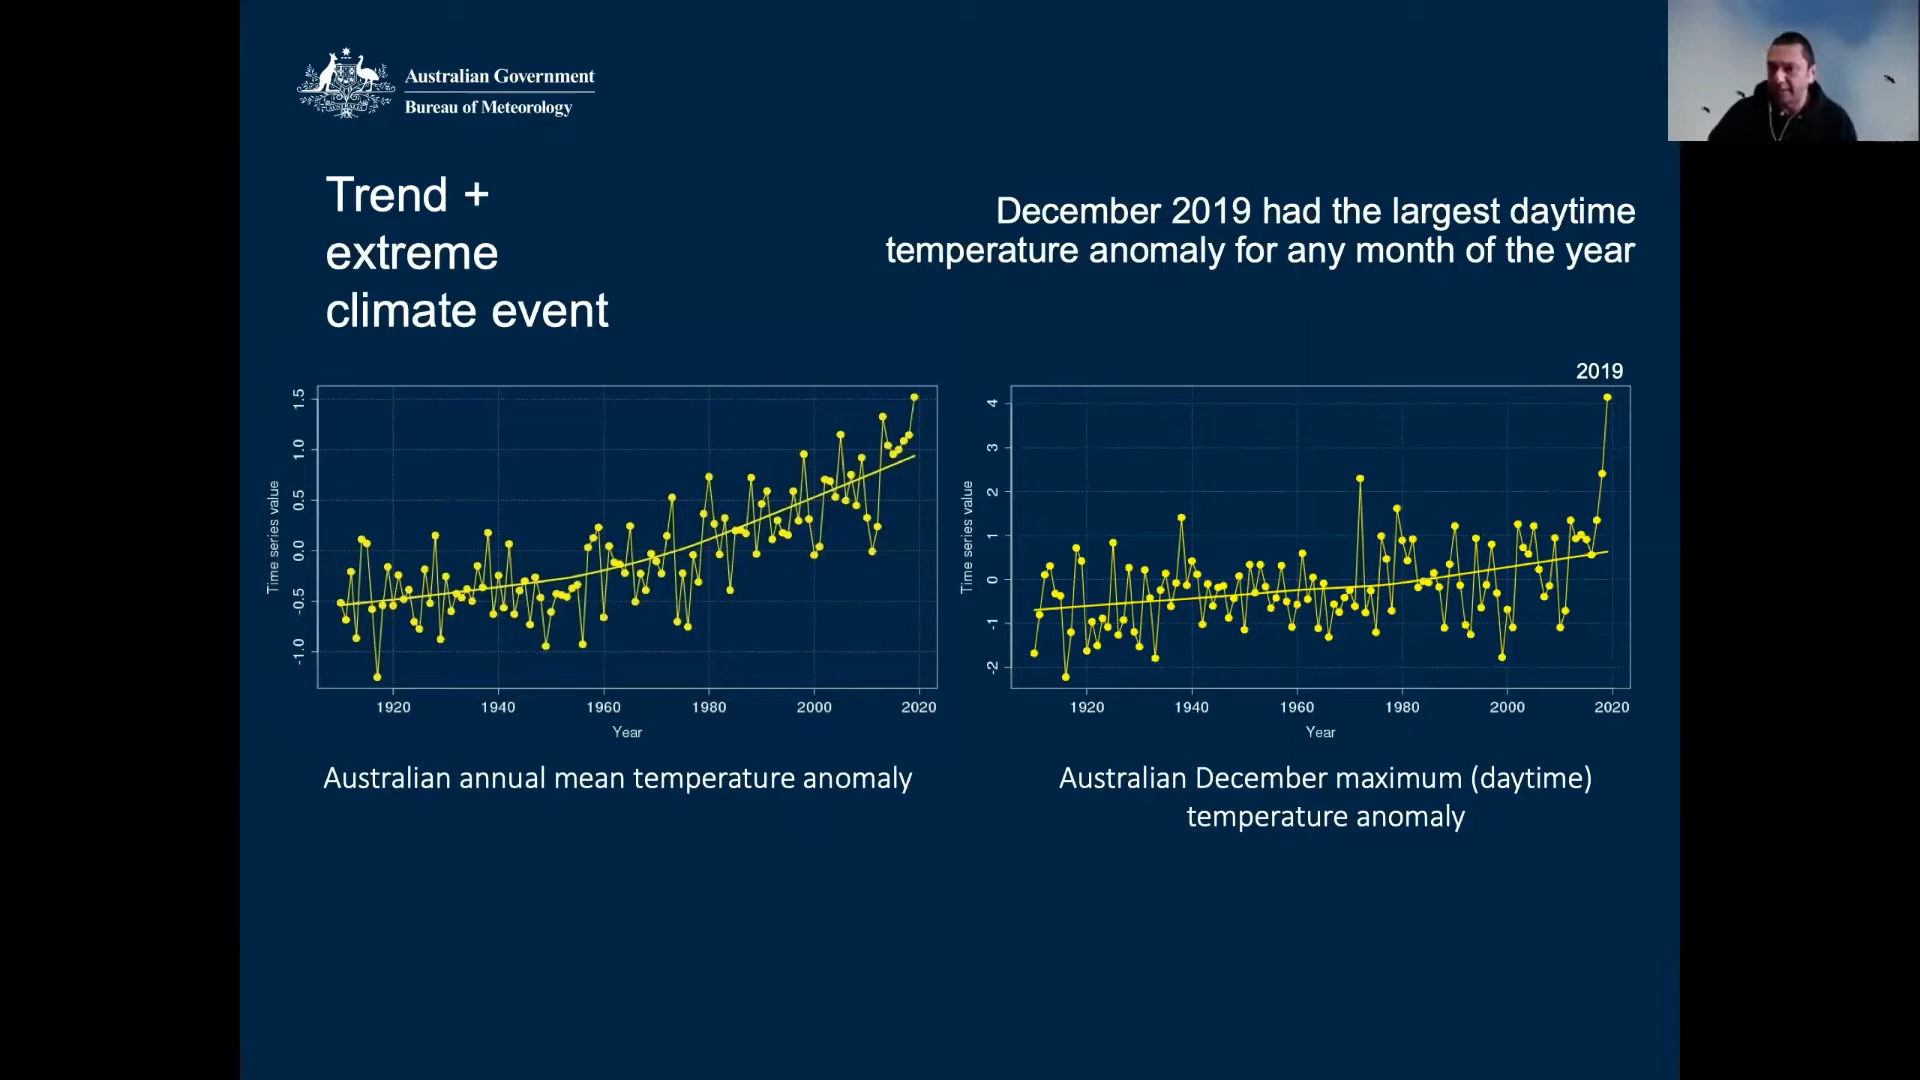 Australian Government
Bureau of Meteorology
Trend +
extreme
climate event
December 2019 had the largest daytime
temperature anomaly for any month of the year
1.5
1.0
0.5
0.0
-0.5
-1.0
Time series value
1920 1940 1960 1980 2000 2020
Year
Australian annual mean temperature anomaly
2019
4
3
2
1
0
-1
-2
Time series value
1920 1940 1960 1980 2000 2020
Year
Australian December maximum (daytime)
temperature anomaly